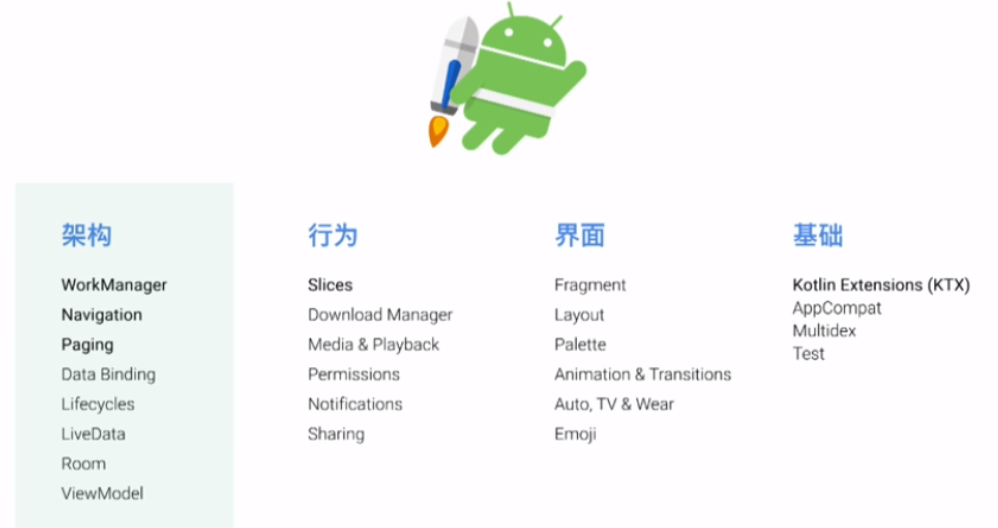 架构
WorkManager
Navigation
Paging
Data Binding
Lifecycles
LiveData
Room
ViewModel
行为
Slices
Download Manager
Media & Playback
Permissions
Notifications
Sharing
界面
Fragment
Layout
Palette
Animation & Transitions
Auto, TV & Wear
Emoji
基础
Kotlin Extensions (KTX)
AppCompat
Multidex
Test